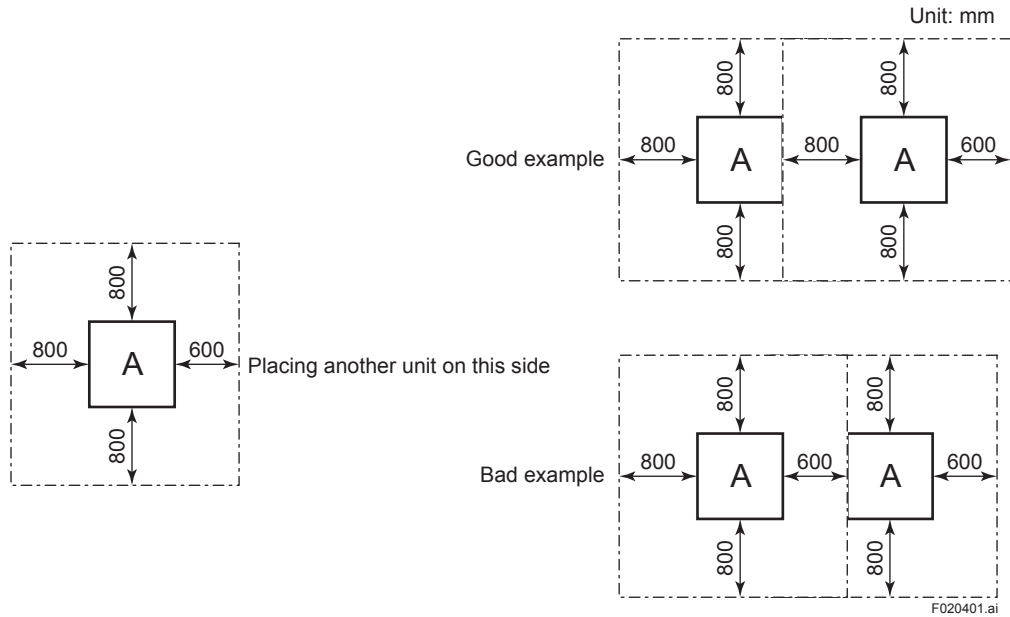 Unit: mm
800 800
Good example 800 A 800 A 600
800 800
800
800 A 600 Placing another unit on this side
800
800 800
Bad example 800 A 600 A 600
800 800
F020401.ai